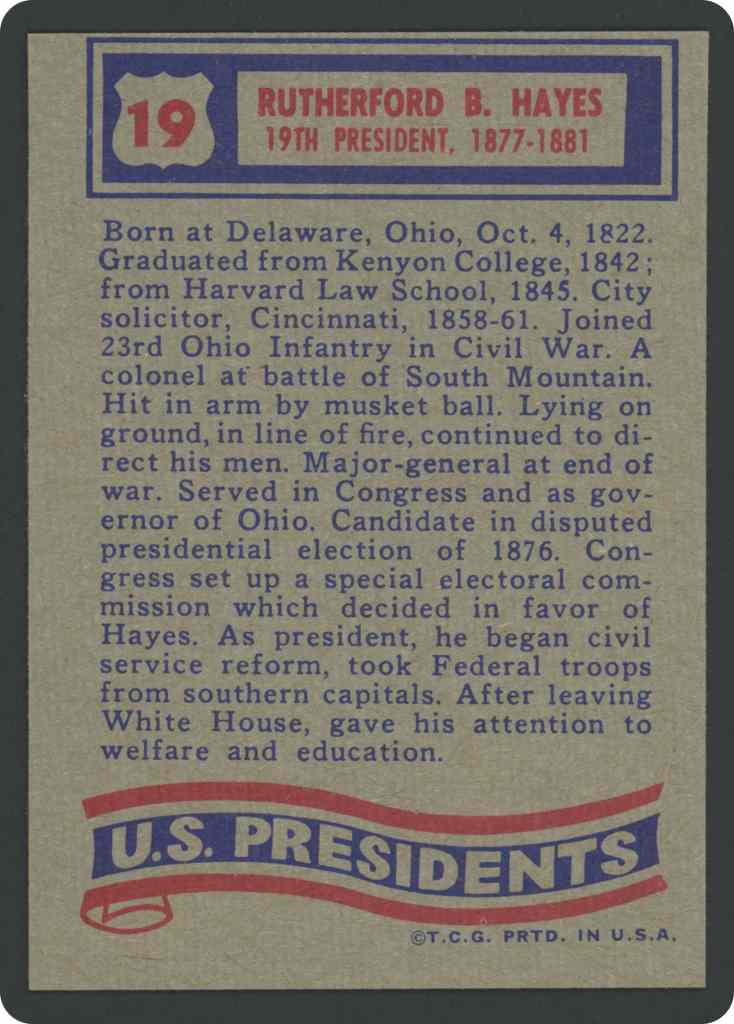 19
RUTHERFORD B. HAYES
19TH PRESIDENT, 1877-1881
Born at Delaware, Ohio, Oct. 4, 1822.
Graduated from Kenyon College, 1842;
from Harvard Law School, 1845. City
solicitor, Cincinnati, 1858-61. Joined
23rd Ohio Infantry in Civil War. A
colonel at battle of South Mountain.
Hit in arm by musket ball. Lying on
ground, in line of fire, continued to di-
rect his men. Major-general at end of
war. Served in Congress and as gov-
ernor of Ohio. Candidate in disputed
presidential election of 1876. Con-
gress set up a special electoral com-
mission which decided in favor of
Hayes. As president, he began civil
service reform, took Federal troops
from southern capitals. After leaving
White House, gave his attention to
welfare and education.
U.S. PRESIDENTS
©T.C.G. PRTD. IN U.S.A.